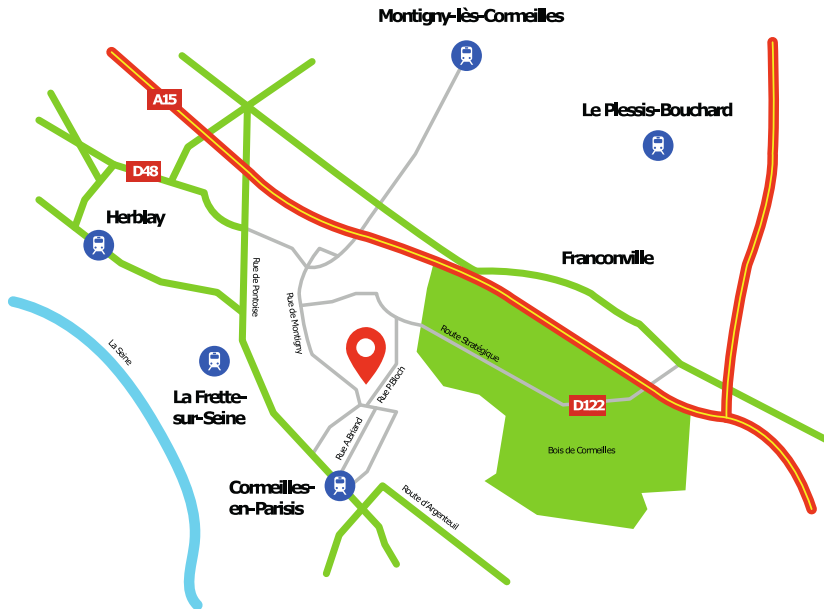 Montigny-lès-Cormeilles
A15
Le Plessis-Bouchard
D48
Herblay
Franconville
Rue de Pontoise
Rue de Montigny
Route Stratégique
La Seine
La Frette-
sur-Seine
Rue P.Bloch
D122
Rue A.Briand
Bois de Cormeilles
Cormeilles-
en-Parisis
Route d'Argenteuil